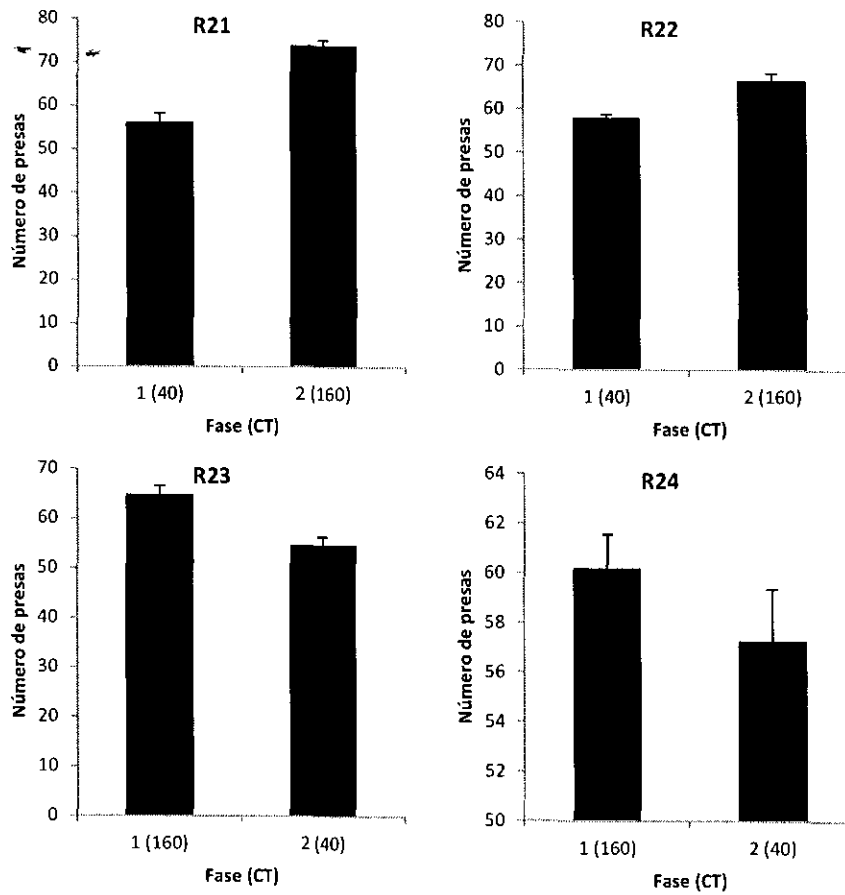 R21
Número de presas
80
70
60
50
40
30
20
10
0
1 (40) 2 (160)
Fase (CT)
R22
Número de presas
80
70
60
50
40
30
20
10
0
1 (40) 2 (160)
Fase (CT)
R23
Número de presas
70
60
50
40
30
20
10
0
1 (160) 2 (40)
Fase (CT)
R24
Número de presas
64
62
60
58
56
54
52
50
1 (160) 2 (40)
Fase (CT)